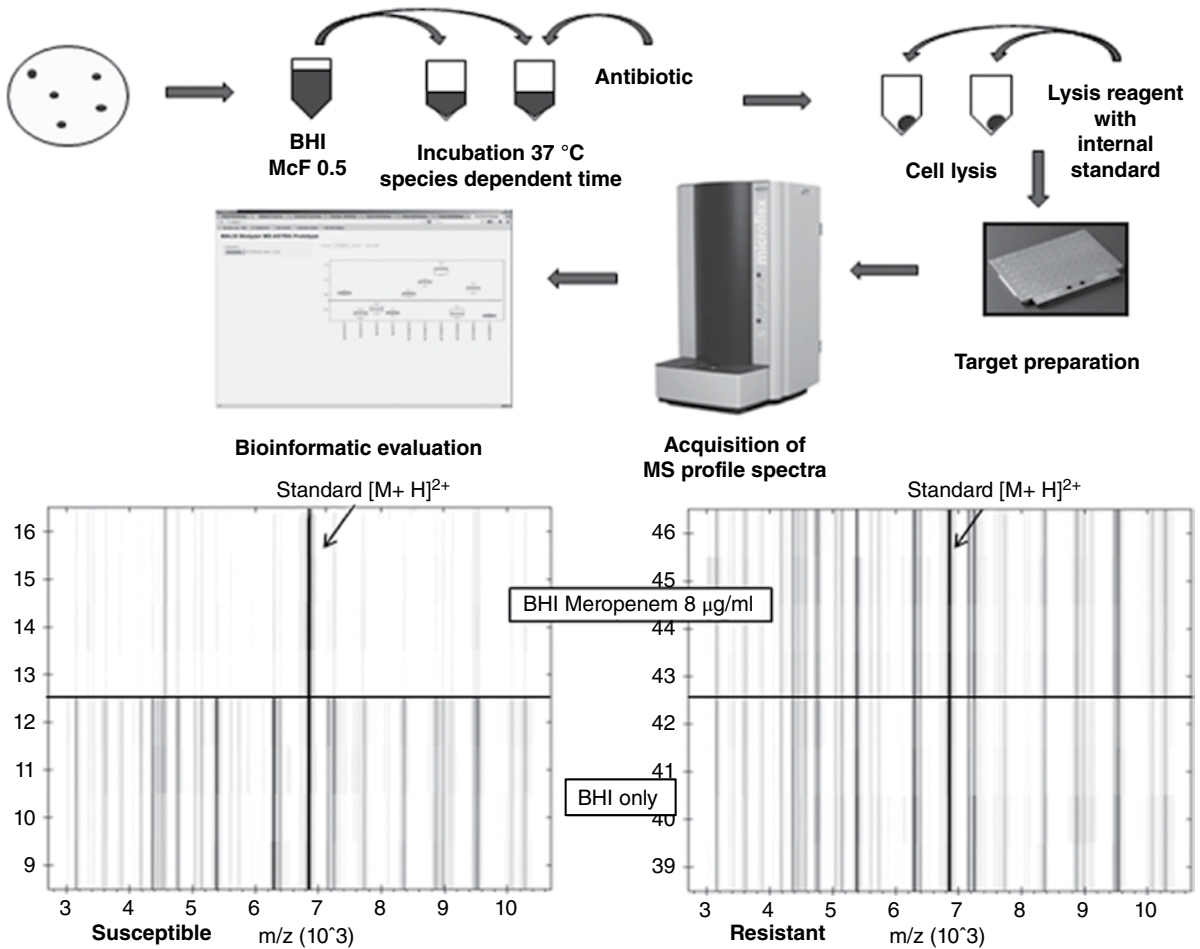 BHI
McF 0.5
Antibiotic
Incubation 37 °C
species dependent time
Cell lysis
Lysis reagent
with
internal
standard
Target preparation
microflex
Acquisition of
MS profile spectra
Bioinformatic evaluation
Standard [M+ H]2+
16
15
14
13
12
11
10
9
3 4 5 6 7 8 9 10
Susceptible m/z (10^3)
BHI Meropenem 8 µg/ml
BHI only
Standard [M+ H]2+
46
45
44
43
42
41
40
39
3 4 5 6 7 8 9 10
Resistant m/z (10^3)